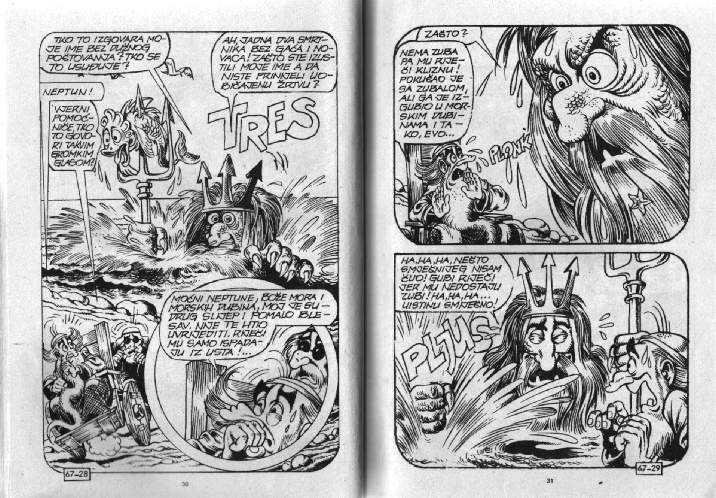 TKO TO IZGOVARA MO-
JE IME BEZ DUŽNOG
POŠTOVANJA? TKO SE
TO USUĐUJE?
NEPTUN!
VJERNI
POMOĆ-
NIČE, TKO
TO GOVO-
RI TAKVIM
GROMKIM
GLASOM?
AH, JADNA DVA SMRT-
NIKA BEZ GAĆA I NO-
VACA! ZAŠTO STE IZUS-
TILI MOJE IME A DA
NISTE PRINIJELI UO-
BIČAJENU ŽRTVU?
TRES
MOĆNI NEPTUNE, BOŽE MORA I
MORSKIH DUBINA, MOJ JE SU-
DRUG SLIJEP I POMALO BLE-
SAV, NIJE TE HTIO
UVRIJEDITI. RIJEČI
MU SAMO ISPADA-
JU IZ USTA!...
67-28
30
ZAŠTO?
NEMA ZUBA
PA MU RIJE-
ČI KLIZNU!
POKUŠAO JE
SA ZUBALOM,
ALI GA JE IZ-
GUBIO U MOR-
SKIM DUBI-
NAMA I TA-
KO, EVO...
PLJUK
HA, HA, HA, NEŠTO
SMJEŠNIJEG NISAM
ČUO! GUBI RIJEČI
JER MU NEDOSTAJU
ZUBI! HA, HA, HA...
UISTINU SMIJEŠNO!
PLJUS
67-29
31